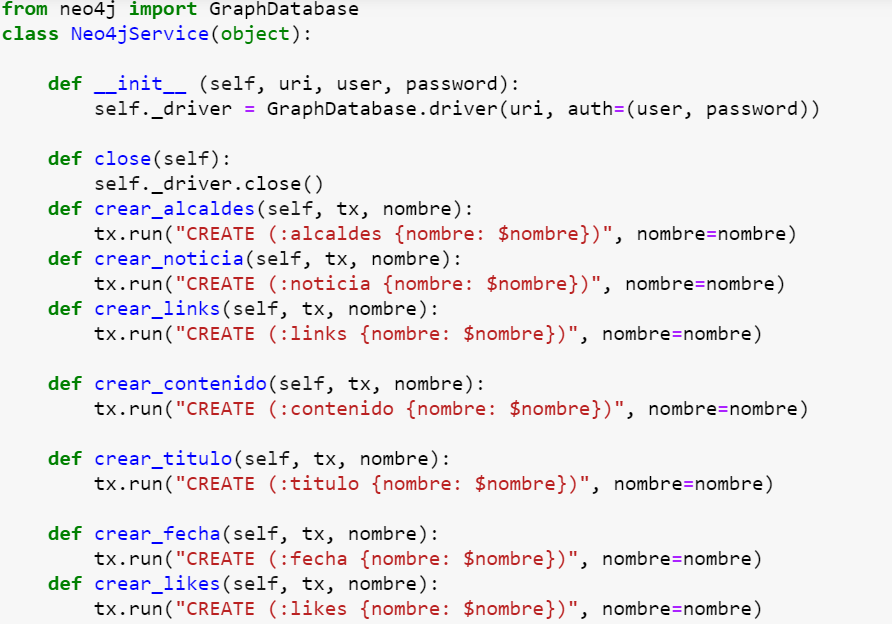 from neo4j import GraphDatabase
class Neo4jService(object):
def __init__ (self, uri, user, password):
self._driver = GraphDatabase.driver(uri, auth=(user, password))
def close(self):
self._driver.close()
def crear_alcaldes(self, tx, nombre):
tx.run("CREATE (:alcaldes {nombre: $nombre})", nombre=nombre)
def crear_noticia(self, tx, nombre):
tx.run("CREATE (:noticia {nombre: $nombre})", nombre=nombre)
def crear_links(self, tx, nombre):
tx.run("CREATE (:links {nombre: $nombre})", nombre=nombre)
def crear_contenido(self, tx, nombre):
tx.run("CREATE (:contenido {nombre: $nombre})", nombre=nombre)
def crear_titulo(self, tx, nombre):
tx.run("CREATE (:titulo {nombre: $nombre})", nombre=nombre)
def crear_fecha(self, tx, nombre):
tx.run("CREATE (:fecha {nombre: $nombre})", nombre=nombre)
def crear_likes(self, tx, nombre):
tx.run("CREATE (:likes {nombre: $nombre})", nombre=nombre)